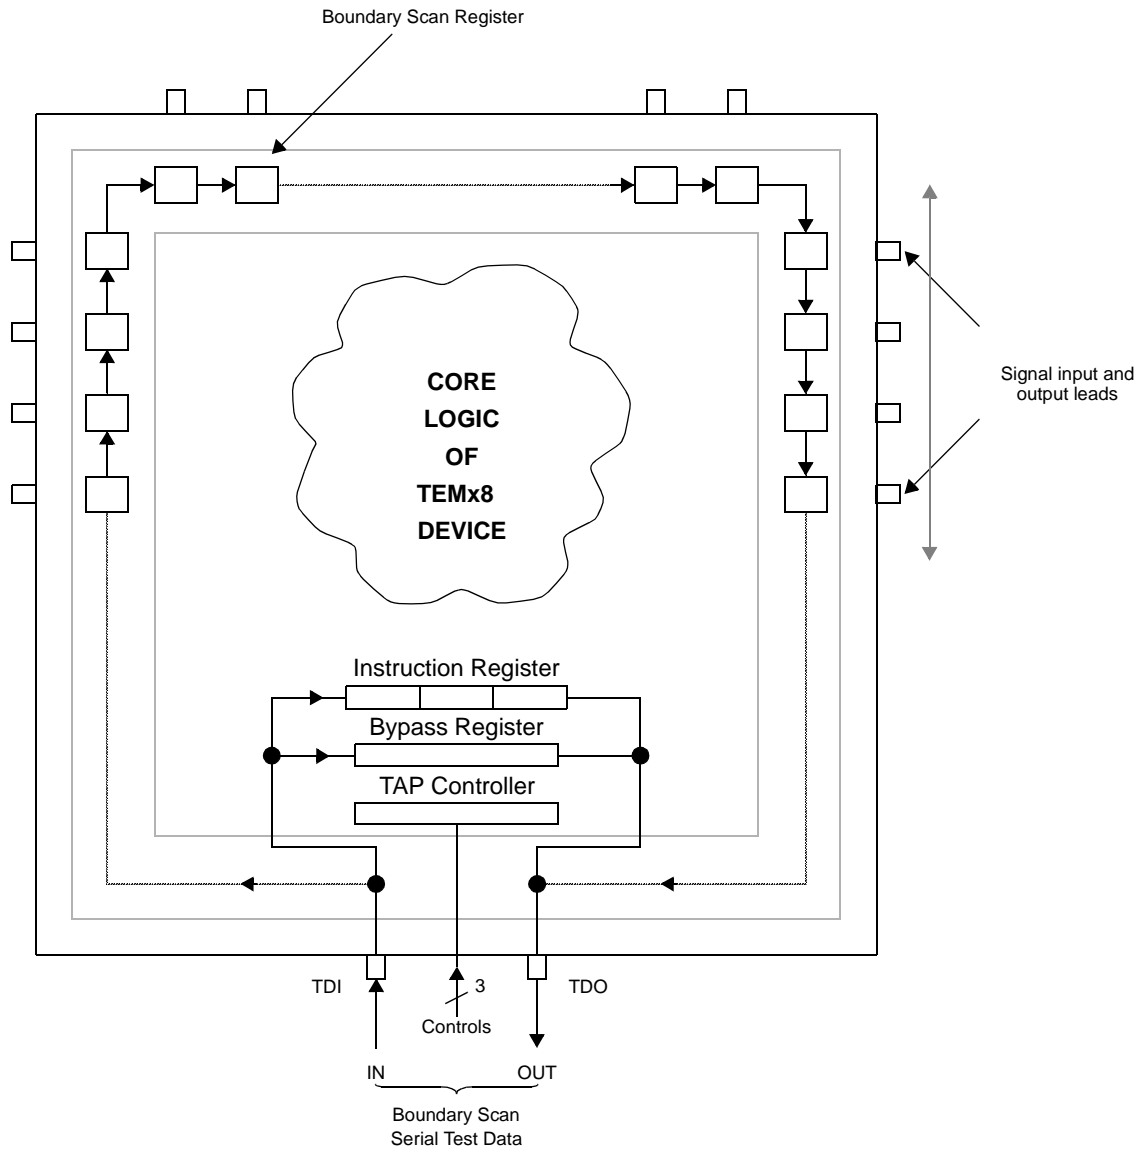 Boundary Scan Register
Signal input and
output leads
CORE
LOGIC
OF
TEMx8
DEVICE
Instruction Register
Bypass Register
TAP Controller
TDI
3
TDO
Controls
IN
OUT
Boundary Scan
Serial Test Data